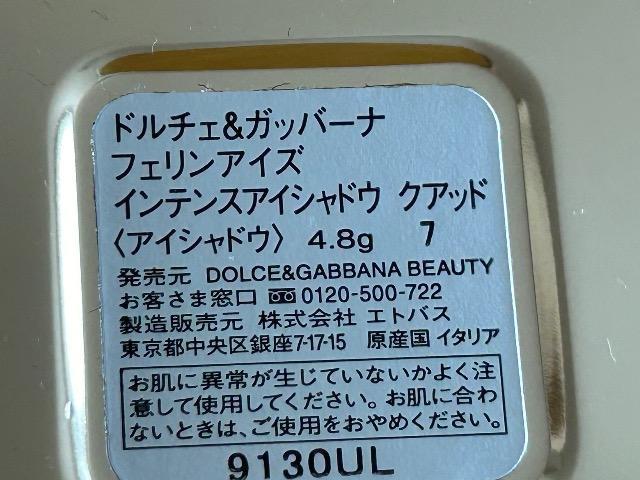 ドルチェ&ガッバーナ
フェリンアイズ
インテンスアイシャドウ クアッド
〈アイシャドウ〉 4.8g 7
発売元 DOLCE&GABBANA BEAUTY
お客さま窓口 0120-500-722
製造販売元 株式会社 エトバス
東京都中央区銀座7-17-15 原産国 イタリア
お肌に異常が生じていないかよく注
意して使用してください。お肌に合わ
ないときは、ご使用をおやめください。
9130UL